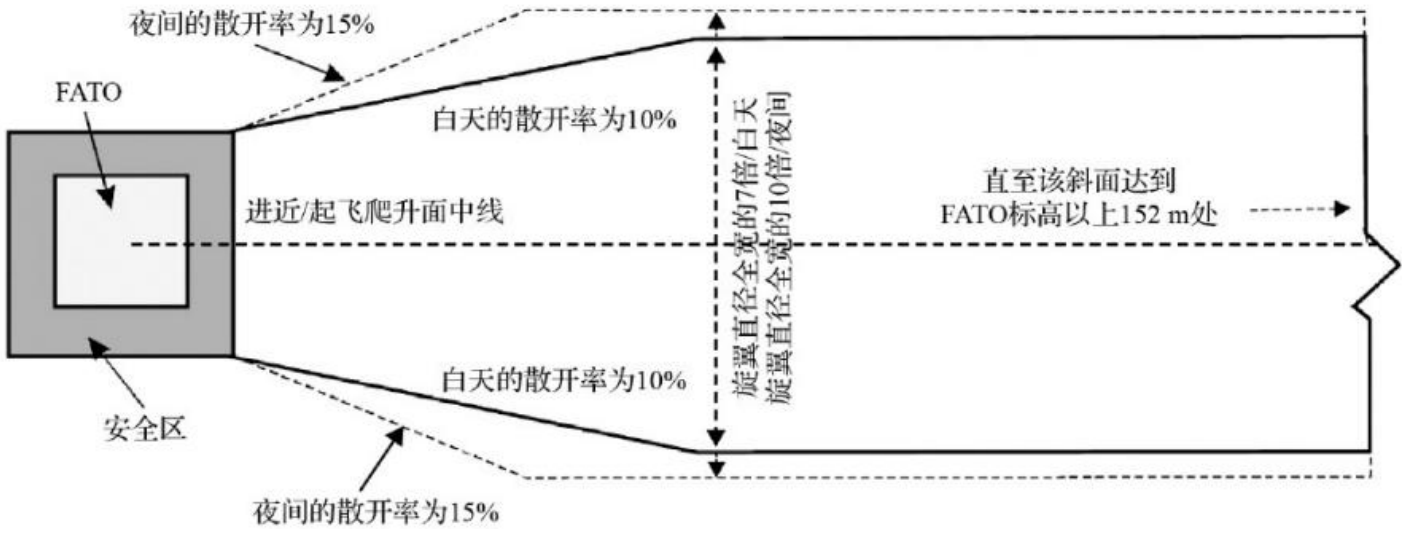 夜间的散开率为15%
FATO
白天的散开率为10%
旋翼直径全宽的7倍/白天
旋翼直径全宽的10倍/夜间
直至该斜面达到
FATO标高以上152 m处
进近/起飞爬升面中线
白天的散开率为10%
安全区
夜间的散开率为15%